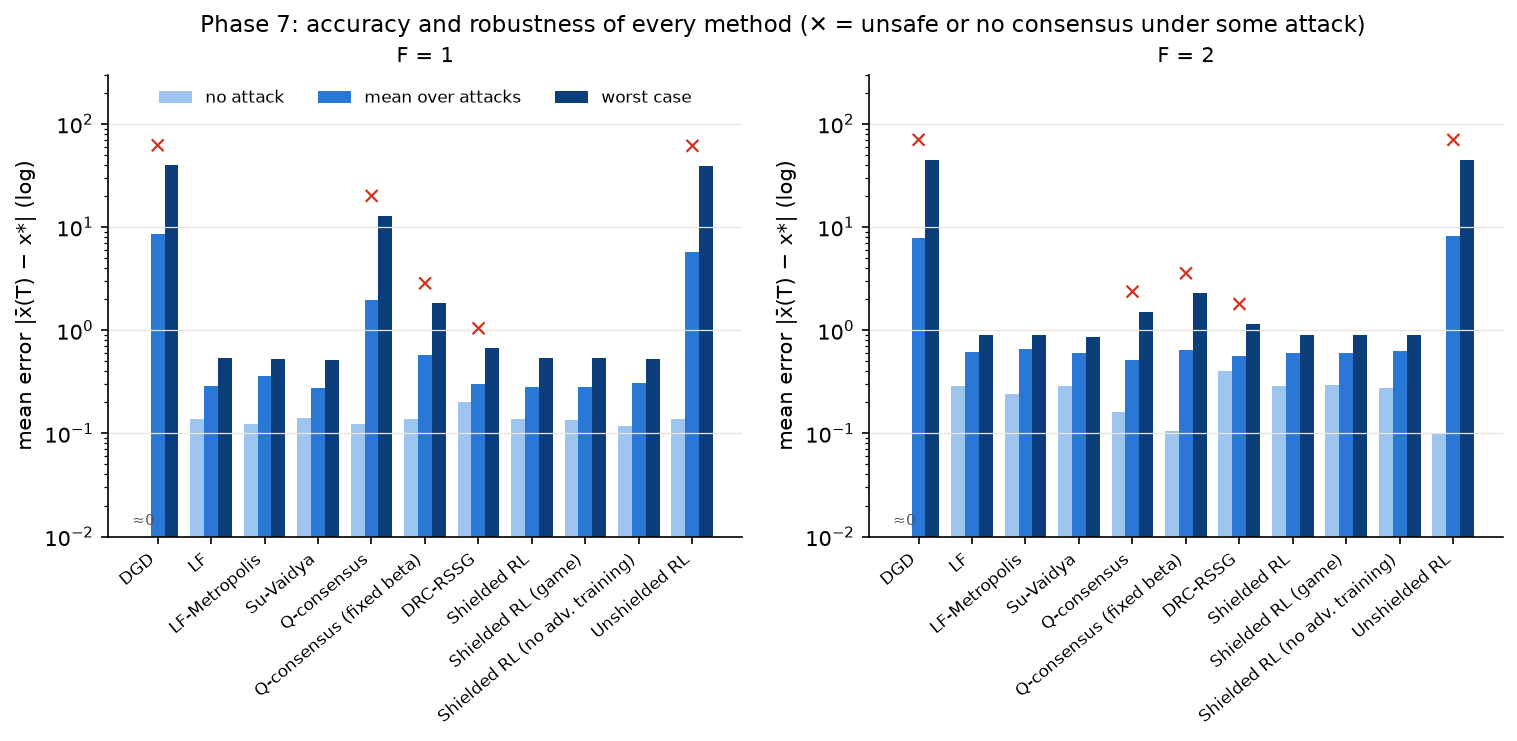 Phase 7: accuracy and robustness of every method (✕ = unsafe or no consensus under some attack)
F = 1
no attack
mean over attacks
worst case
mean error |x̄(T) − x*| (log)
10²
10¹
10⁰
10⁻¹
10⁻²
≈0
DGD
LF
LF-Metropolis
Su-Vaidya
Q-consensus
Q-consensus (fixed beta)
DRC-RSSG
Shielded RL
Shielded RL (game)
Shielded RL (no adv. training)
Unshielded RL
F = 2
mean error |x̄(T) − x*| (log)
10²
10¹
10⁰
10⁻¹
10⁻²
≈0
DGD
LF
LF-Metropolis
Su-Vaidya
Q-consensus
Q-consensus (fixed beta)
DRC-RSSG
Shielded RL
Shielded RL (game)
Shielded RL (no adv. training)
Unshielded RL